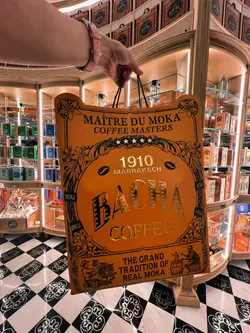 MAÎTRE DU MOKA
COFFEE MASTERS
1910
MARRAKECH
BACHA
COFFEE
THE GRAND
TRADITION OF
REAL MOKA